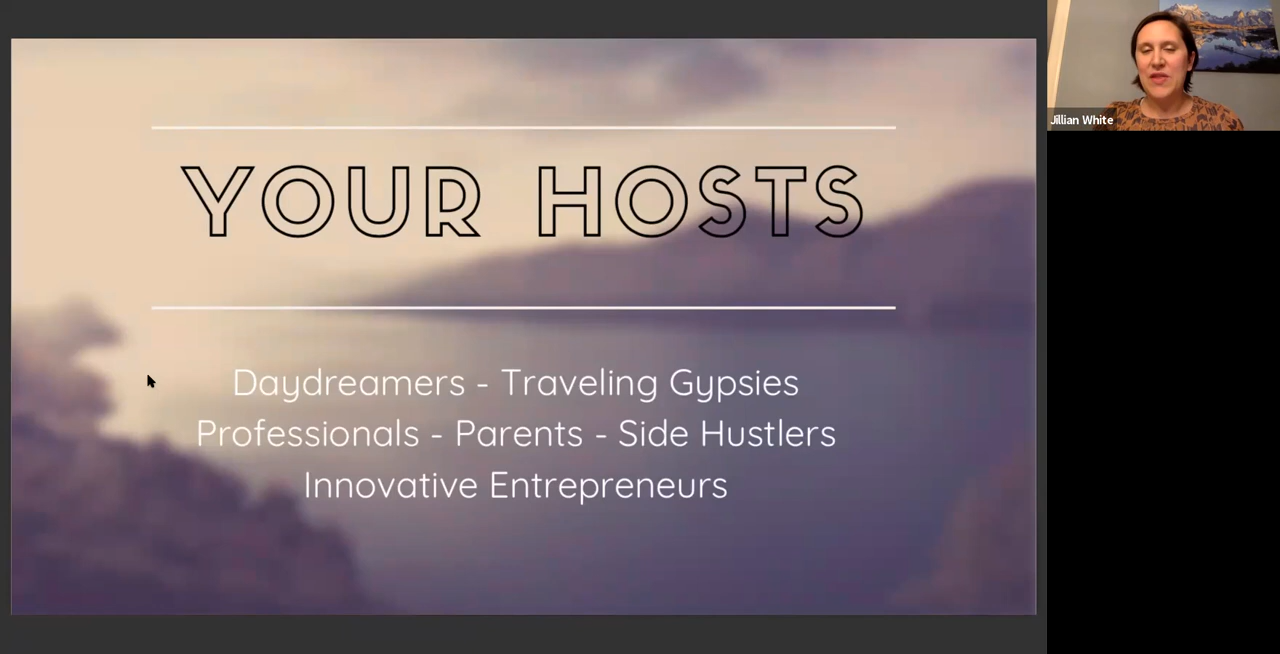 YOUR HOSTS
Daydreamers - Traveling Gypsies
Professionals - Parents - Side Hustlers
Innovative Entrepreneurs
Jillian White